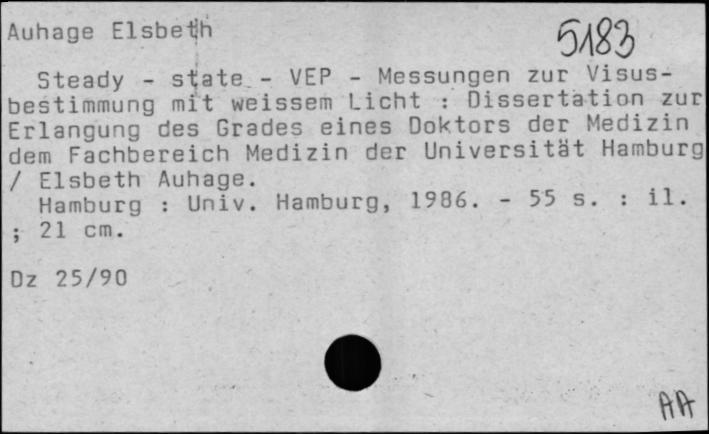 Auhage Elsbeth
5183
Steady - state - VEP - Messungen zur Visus-
bestimmung mit weissem Licht : Dissertation zur
Erlangung des Grades eines Doktors der Medizin
dem Fachbereich Medizin der Universität Hamburg
/ Elsbeth Auhage.
Hamburg : Univ. Hamburg, 1986. - 55 s. : il.
; 21 cm.
Dz 25/90
AA